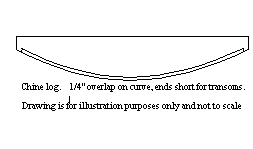 Chine log.    1/4" overlap on curve, ends short for transoms.
Drawing is for illustration purposes only and not to scale